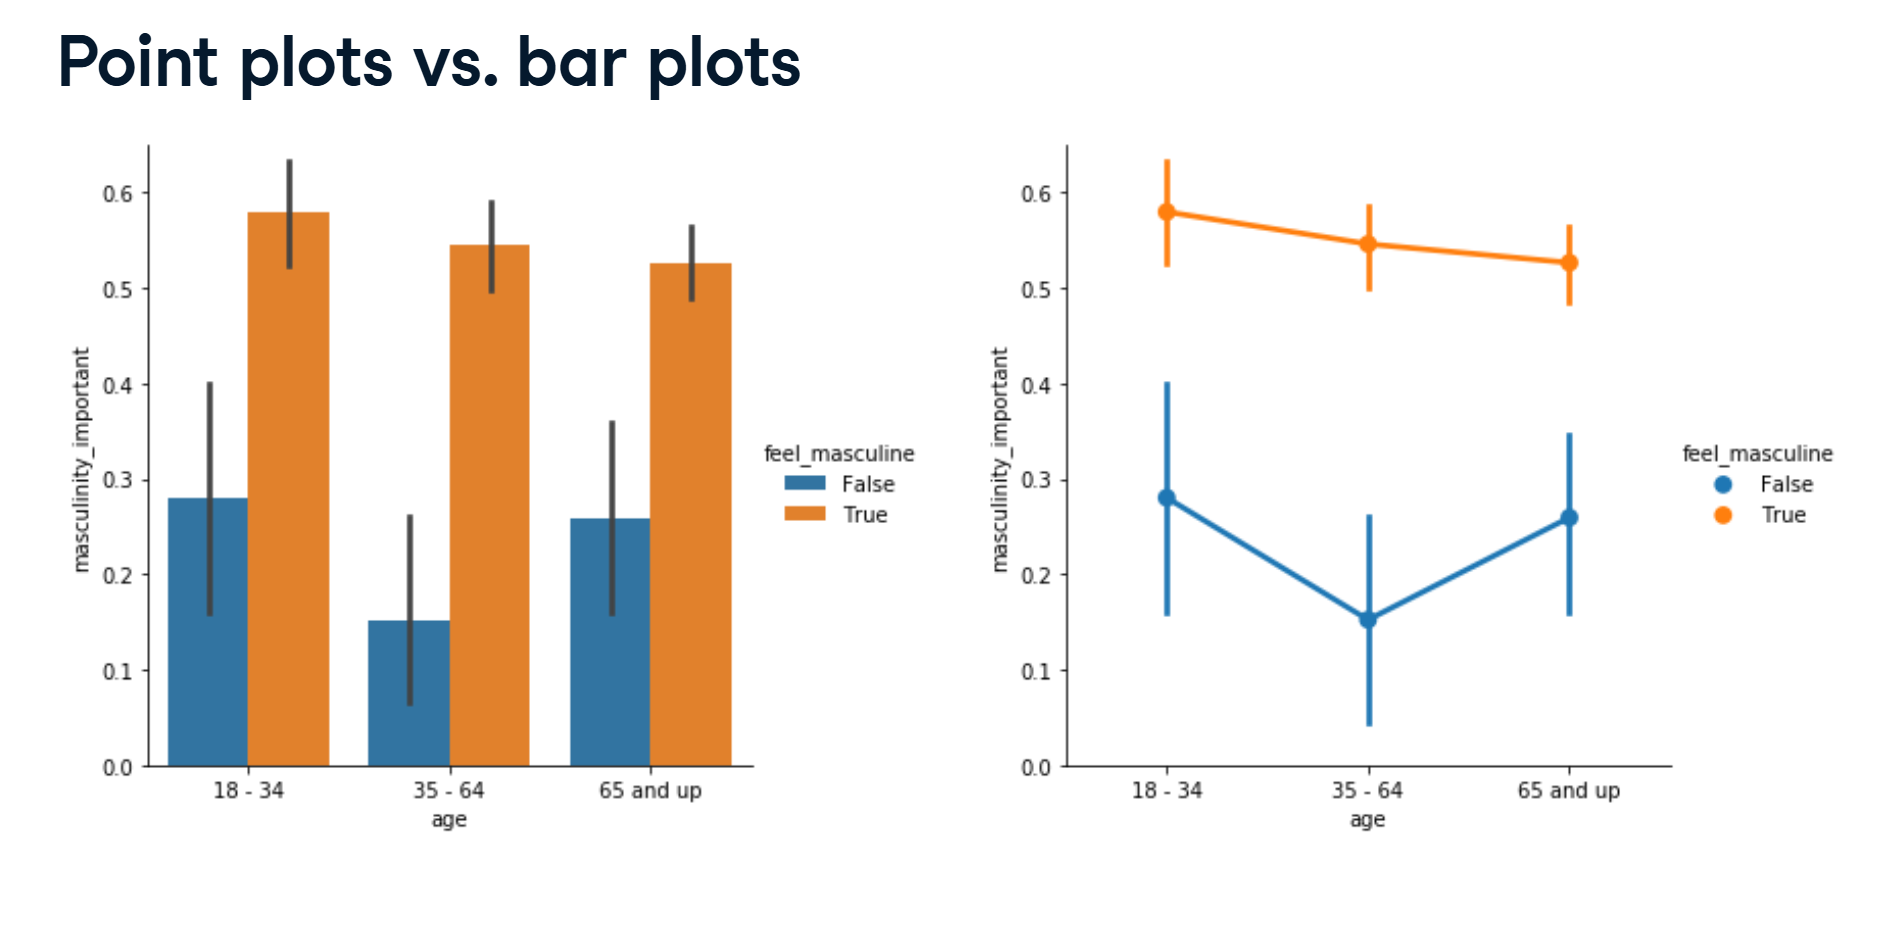 Point plots vs. bar plots
masculinity_important
0.6
0.5
0.4
0.3
0.2
0.1
0.0
18 - 34
35 - 64
65 and up
age
feel_masculine
False
True
masculinity_important
0.6
0.5
0.4
0.3
0.2
0.1
0.0
18 - 34
35 - 64
65 and up
age
feel_masculine
False
True